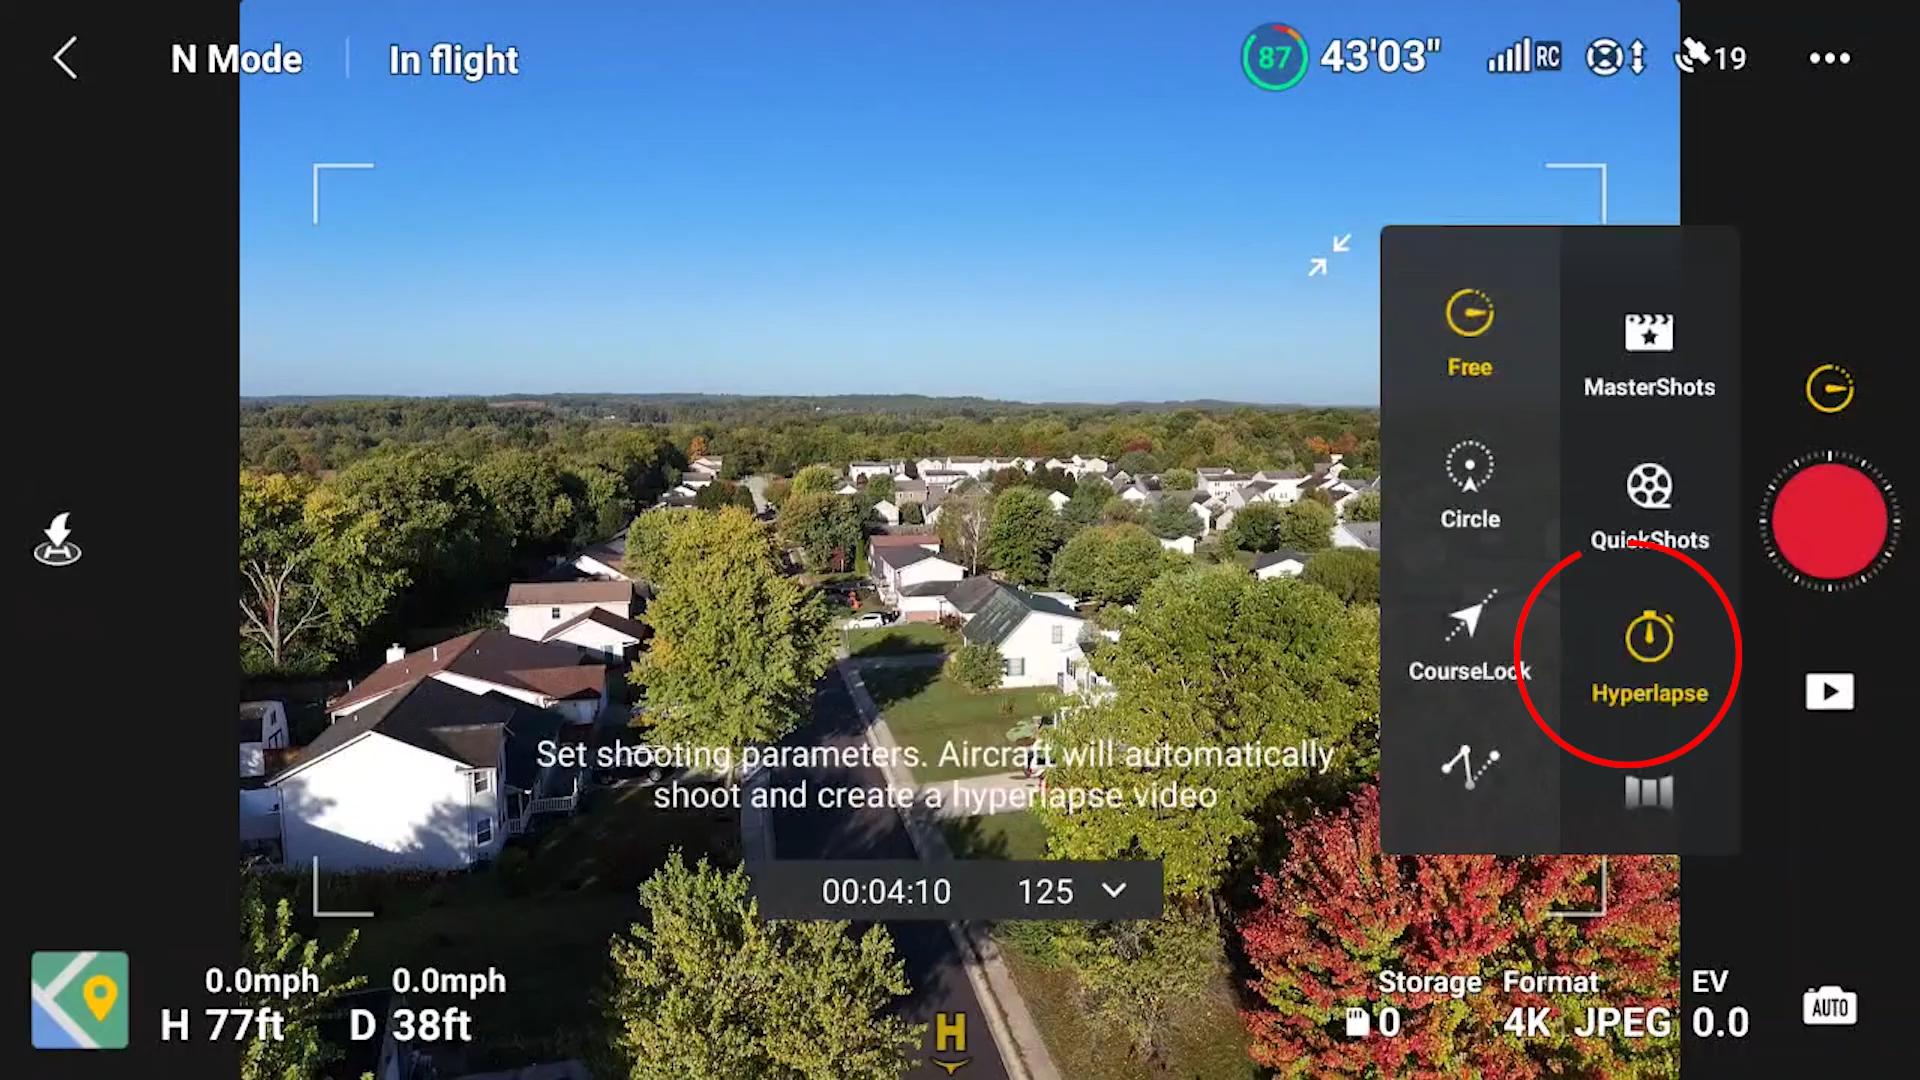 N Mode
In flight
87
43'03"
RC
19
Free
MasterShots
Circle
QuickShots
CourseLock
Hyperlapse
Set shooting parameters. Aircraft will automatically
shoot and create a hyperlapse video
00:04:10
125
0.0mph
0.0mph
H 77ft
D 38ft
H
Storage
Format
EV
0
4K JPEG
0.0
AUTO